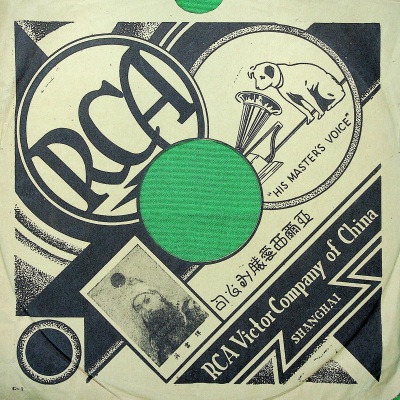 RCA
"HIS MASTER'S VOICE"
亞爾西愛勝利公司
RCA Victor Company of China
SHANGHAI